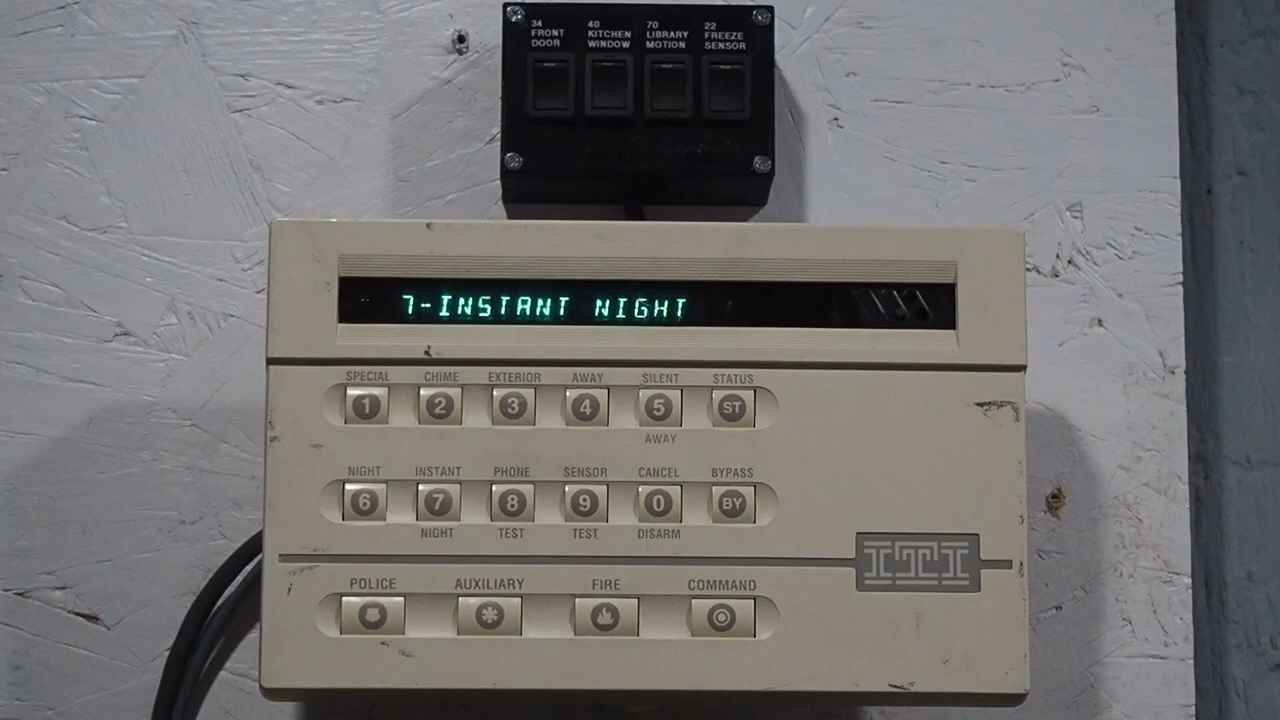 34 FRONT DOOR
40 KITCHEN WINDOW
70 LIBRARY MOTION
22 FREEZE SENSOR
7-INSTANT NIGHT
SPECIAL CHIME EXTERIOR AWAY SILENT STATUS
1 2 3 4 5 ST
AWAY
NIGHT INSTANT PHONE SENSOR CANCEL BYPASS
6 7 8 9 0 BY
NIGHT TEST TEST DISARM
ITI
POLICE AUXILIARY FIRE COMMAND